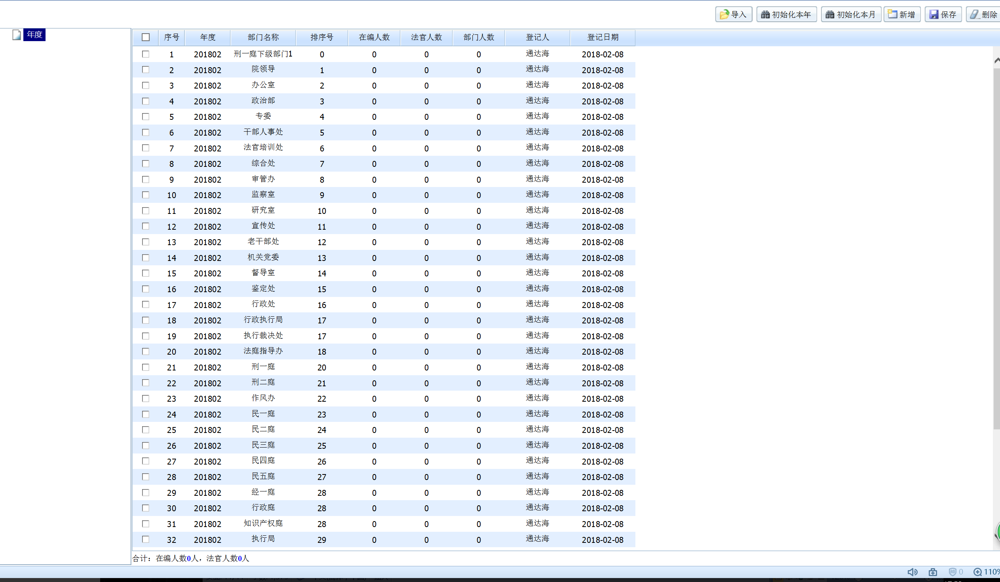 导入 初始化本年 初始化本月 新增 保存 删除
年度
序号 年度 部门名称 排序号 在编人数 法官人数 部门人数 登记人 登记日期
1 201802 刑一庭下级部门1 0 0 0 0 通达海 2018-02-08
2 201802 院领导 1 0 0 0 通达海 2018-02-08
3 201802 办公室 2 0 0 0 通达海 2018-02-08
4 201802 政治部 3 0 0 0 通达海 2018-02-08
5 201802 专委 4 0 0 0 通达海 2018-02-08
6 201802 干部人事处 5 0 0 0 通达海 2018-02-08
7 201802 法官培训处 6 0 0 0 通达海 2018-02-08
8 201802 综合处 7 0 0 0 通达海 2018-02-08
9 201802 审管办 8 0 0 0 通达海 2018-02-08
10 201802 监察室 9 0 0 0 通达海 2018-02-08
11 201802 研究室 10 0 0 0 通达海 2018-02-08
12 201802 宣传处 11 0 0 0 通达海 2018-02-08
13 201802 老干部处 12 0 0 0 通达海 2018-02-08
14 201802 机关党委 13 0 0 0 通达海 2018-02-08
15 201802 督导室 14 0 0 0 通达海 2018-02-08
16 201802 鉴定处 15 0 0 0 通达海 2018-02-08
17 201802 行政处 16 0 0 0 通达海 2018-02-08
18 201802 行政执行局 17 0 0 0 通达海 2018-02-08
19 201802 执行裁决处 17 0 0 0 通达海 2018-02-08
20 201802 法庭指导办 18 0 0 0 通达海 2018-02-08
21 201802 刑一庭 20 0 0 0 通达海 2018-02-08
22 201802 刑二庭 21 0 0 0 通达海 2018-02-08
23 201802 作风办 22 0 0 0 通达海 2018-02-08
24 201802 民一庭 23 0 0 0 通达海 2018-02-08
25 201802 民二庭 24 0 0 0 通达海 2018-02-08
26 201802 民三庭 25 0 0 0 通达海 2018-02-08
27 201802 民四庭 26 0 0 0 通达海 2018-02-08
28 201802 民五庭 27 0 0 0 通达海 2018-02-08
29 201802 经一庭 28 0 0 0 通达海 2018-02-08
30 201802 行政庭 28 0 0 0 通达海 2018-02-08
31 201802 知识产权庭 28 0 0 0 通达海 2018-02-08
32 201802 执行局 29 0 0 0 通达海 2018-02-08
合计：在编人数0人，法官人数0人
0 110%